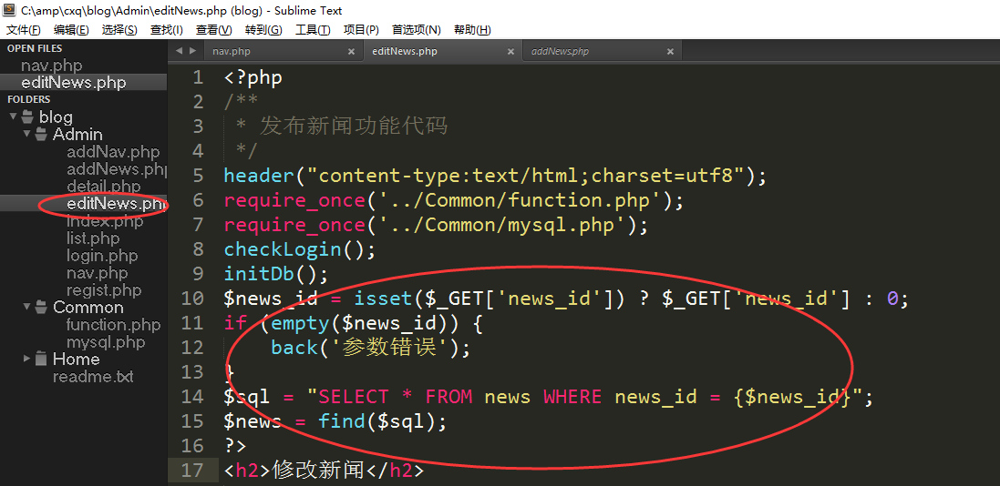 C:\amp\cxq\blog\Admin\editNews.php (blog) - Sublime Text
文件(F) 编辑(E) 选择(S) 查找(I) 查看(V) 转到(G) 工具(T) 项目(P) 首选项(N) 帮助(H)
OPEN FILES
nav.php
editNews.php
FOLDERS
blog
Admin
addNav.php
addNews.php
detail.php
editNews.php
index.php
list.php
login.php
nav.php
regist.php
Common
function.php
mysql.php
Home
readme.txt
nav.php × editNews.php × addNews.php ×
1 <?php
2 /**
3 * 发布新闻功能代码
4 */
5 header("content-type:text/html;charset=utf8");
6 require_once('../Common/function.php');
7 require_once('../Common/mysql.php');
8 checkLogin();
9 initDb();
10 $news_id = isset($_GET['news_id']) ? $_GET['news_id'] : 0;
11 if (empty($news_id)) {
12 back('参数错误');
13 }
14 $sql = "SELECT * FROM news WHERE news_id = {$news_id}";
15 $news = find($sql);
16 ?>
17 <h2>修改新闻</h2>